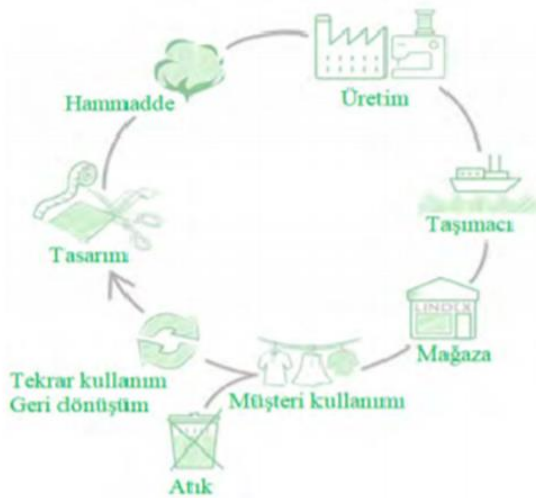 Hammadde
Üretim
Taşımacı
Tasarım
LINDEX
Mağaza
Tekrar kullanım
Geri dönüşüm
Müşteri kullanımı
Atık